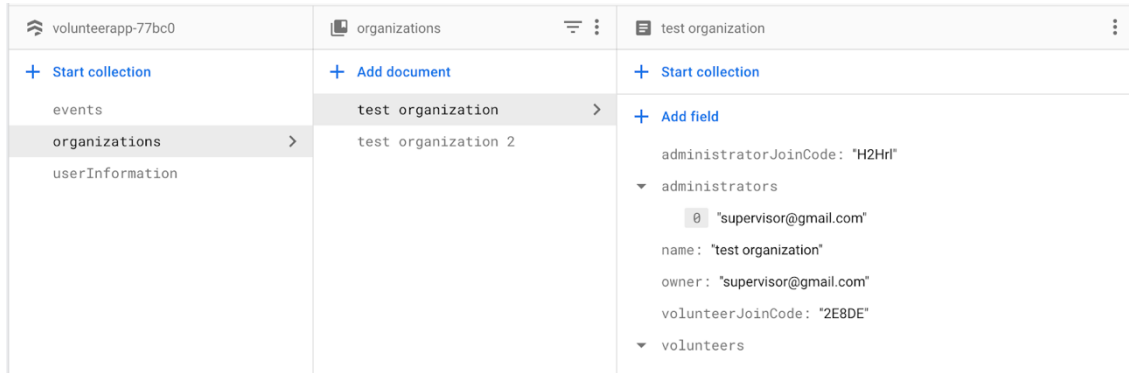 volunteerapp-77bc0
organizations
test organization
+ Start collection
+ Add document
+ Start collection
events
organizations
userInformation
test organization
test organization 2
+ Add field
administratorJoinCode: "H2Hrl"
administrators
0 "supervisor@gmail.com"
name: "test organization"
owner: "supervisor@gmail.com"
volunteerJoinCode: "2E8DE"
volunteers